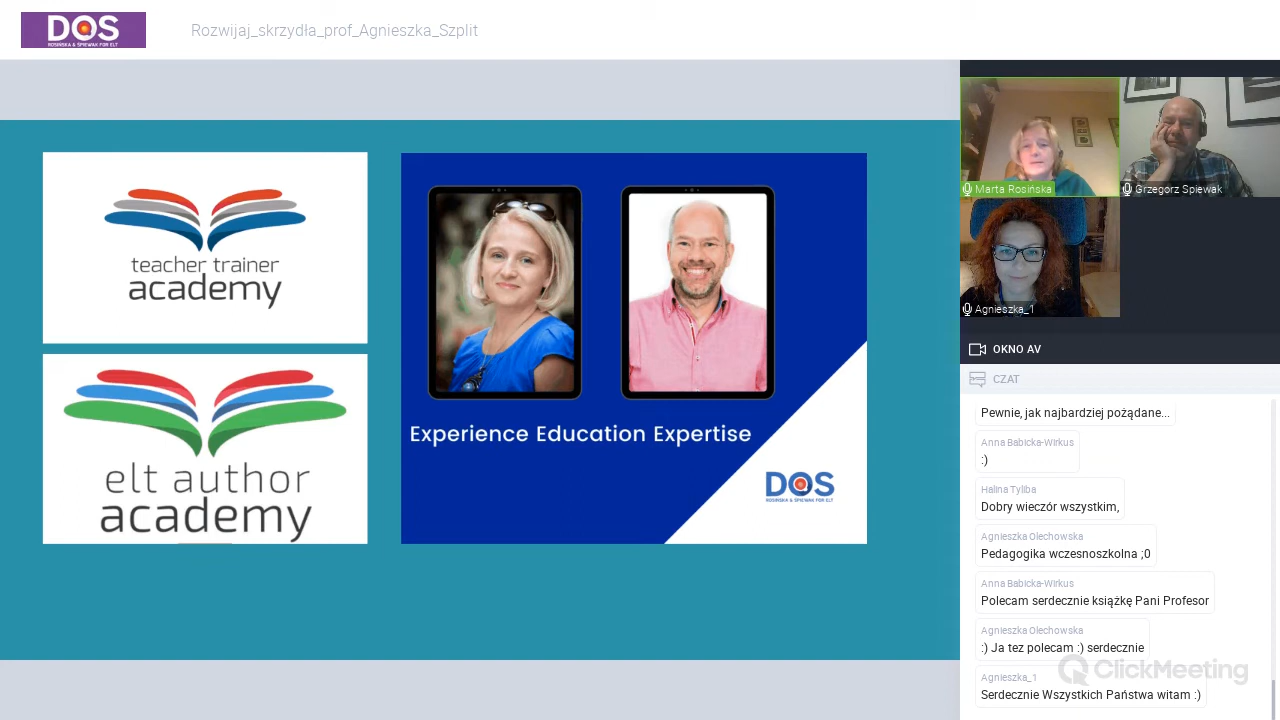 DOS
ROSIŃSKA & ŚPIEWAK FOR ELT
Rozwijaj_skrzydła_prof_Agnieszka_Szplit
teacher trainer
academy
elt author
academy
Experience Education Expertise
DOS
ROSIŃSKA & ŚPIEWAK FOR ELT
Marta Rosińska
Grzegorz Spiewak
Agnieszka_1
OKNO AV
CZAT
Pewnie, jak najbardziej pożądane...
Anna Babicka-Wirkus
:)
Halina Tyliba
Dobry wieczór wszystkim,
Agnieszka Olechowska
Pedagogika wczesnoszkolna ;0
Anna Babicka-Wirkus
Polecam serdecznie książkę Pani Profesor
Agnieszka Olechowska
:) Ja tez polecam :) serdecznie
ClickMeeting
Agnieszka_1
Serdecznie Wszystkich Państwa witam :)